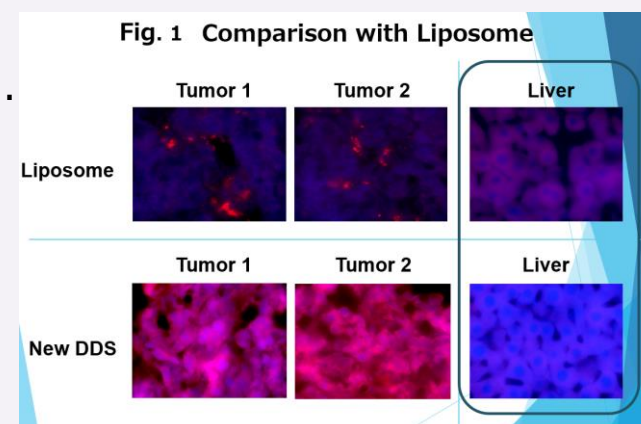 Fig. 1 Comparison with Liposome
Tumor 1 Tumor 2 Liver
Liposome
Tumor 1 Tumor 2 Liver
New DDS